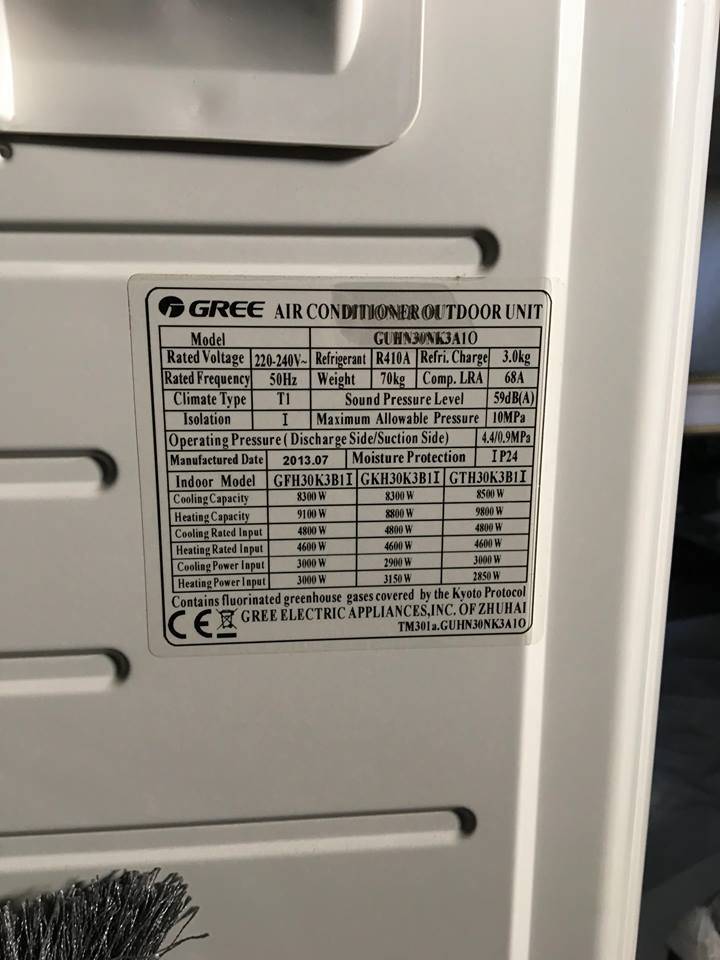 GREE AIR CONDITIONER OUTDOOR UNIT
Model GUHN30NK3A1O
Rated Voltage 220-240V~ Refrigerant R410A Refri. Charge 3.0kg
Rated Frequency 50Hz Weight 70kg Comp. LRA 68A
Climate Type T1 Sound Pressure Level 59dB(A)
Isolation I Maximum Allowable Pressure 10MPa
Operating Pressure (Discharge Side/Suction Side) 4.4/0.9MPa
Manufactured Date 2013.07 Moisture Protection IP24
Indoor Model GFH30K3B1I GKH30K3B1I GTH30K3B1I
Cooling Capacity 8300 W 8300 W 8500 W
Heating Capacity 9100 W 8800 W 9800 W
Cooling Rated Input 4800 W 4800 W 4800 W
Heating Rated Input 4600 W 4600 W 4600 W
Cooling Power Input 3000 W 2900 W 3000 W
Heating Power Input 3000 W 3150 W 2850 W
Contains fluorinated greenhouse gases covered by the Kyoto Protocol
CE GREE ELECTRIC APPLIANCES,INC. OF ZHUHAI
TM301a.GUHN30NK3A1O